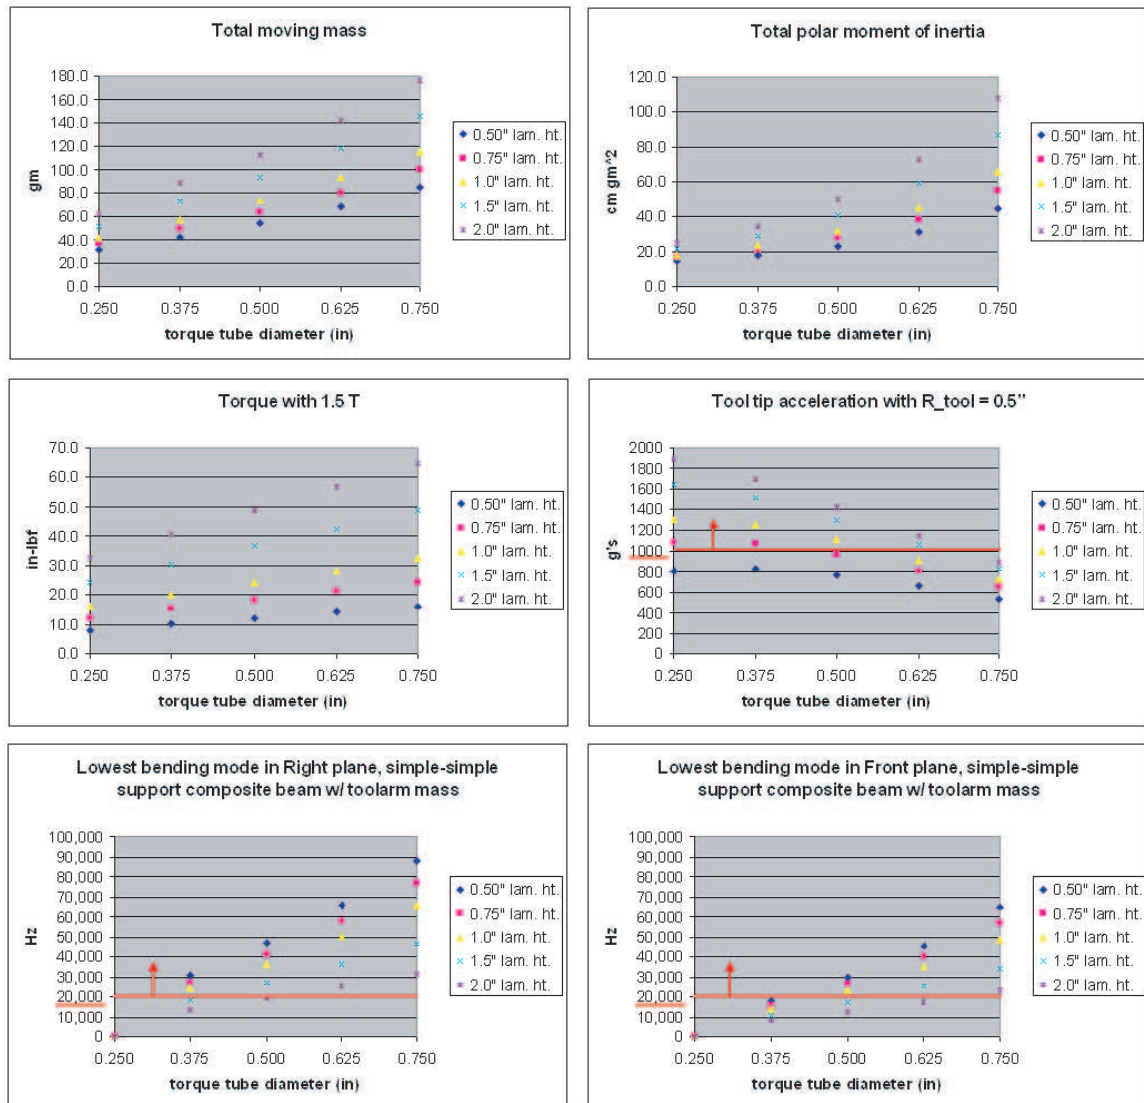 Total moving mass
180.0
160.0
140.0
120.0
100.0
80.0
60.0
40.0
20.0
0.0
gm
0.250 0.375 0.500 0.625 0.750
torque tube diameter (in)
0.50" lam. ht.
0.75" lam. ht.
1.0" lam. ht.
1.5" lam. ht.
2.0" lam. ht.
Total polar moment of inertia
120.0
100.0
80.0
60.0
40.0
20.0
0.0
cm gm^2
0.250 0.375 0.500 0.625 0.750
torque tube diameter (in)
0.50" lam. ht.
0.75" lam. ht.
1.0" lam. ht.
1.5" lam. ht.
2.0" lam. ht.
Torque with 1.5 T
70.0
60.0
50.0
40.0
30.0
20.0
10.0
0.0
in-lbf
0.250 0.375 0.500 0.625 0.750
torque tube diameter (in)
0.50" lam. ht.
0.75" lam. ht.
1.0" lam. ht.
1.5" lam. ht.
2.0" lam. ht.
Tool tip acceleration with R_tool = 0.5"
2000
1800
1600
1400
1200
1000
800
600
400
200
0
g's
0.250 0.375 0.500 0.625 0.750
torque tube diameter (in)
0.50" lam. ht.
0.75" lam. ht.
1.0" lam. ht.
1.5" lam. ht.
2.0" lam. ht.
Lowest bending mode in Right plane, simple-simple
support composite beam w/ toolarm mass
100,000
90,000
80,000
70,000
60,000
50,000
40,000
30,000
20,000
10,000
0
Hz
0.250 0.375 0.500 0.625 0.750
torque tube diameter (in)
0.50" lam. ht.
0.75" lam. ht.
1.0" lam. ht.
1.5" lam. ht.
2.0" lam. ht.
Lowest bending mode in Front plane, simple-simple
support composite beam w/ toolarm mass
100,000
90,000
80,000
70,000
60,000
50,000
40,000
30,000
20,000
10,000
0
Hz
0.250 0.375 0.500 0.625 0.750
torque tube diameter (in)
0.50" lam. ht.
0.75" lam. ht.
1.0" lam. ht.
1.5" lam. ht.
2.0" lam. ht.